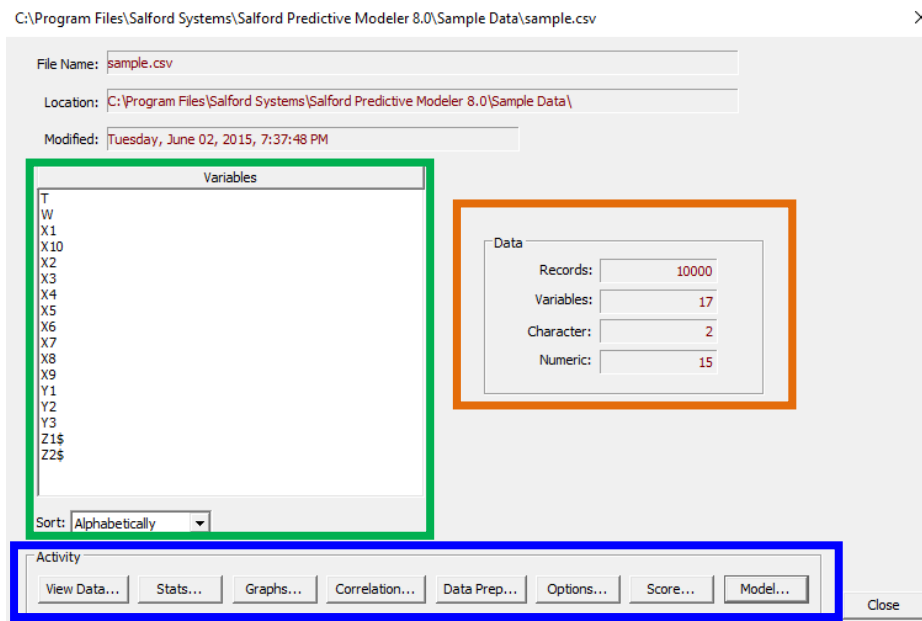 C:\Program Files\Salford Systems\Salford Predictive Modeler 8.0\Sample Data\sample.csv
File Name: sample.csv
Location: C:\Program Files\Salford Systems\Salford Predictive Modeler 8.0\Sample Data\
Modified: Tuesday, June 02, 2015, 7:37:48 PM
Variables
T
W
X1
X10
X2
X3
X4
X5
X6
X7
X8
X9
Y1
Y2
Y3
Z1$
Z2$
Sort: Alphabetically
Data
Records: 10000
Variables: 17
Character: 2
Numeric: 15
Activity
View Data... Stats... Graphs... Correlation... Data Prep... Options... Score... Model...
Close